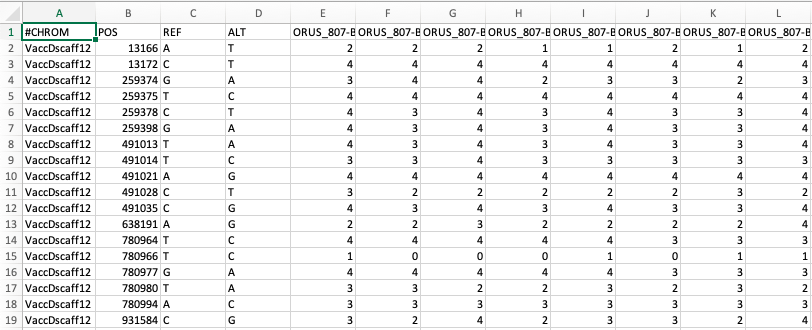 A B C D E F G H I J K L
1 #CHROM POS REF ALT ORUS_807-B ORUS_807-B ORUS_807-B ORUS_807-B ORUS_807-B ORUS_807-B ORUS_807-B ORUS_807-B
2 VaccDscaff12 13166 A T 2 2 2 1 1 2 1 2
3 VaccDscaff12 13172 C T 4 4 4 4 4 4 4 4
4 VaccDscaff12 259374 G A 3 4 4 2 3 3 2 3
5 VaccDscaff12 259375 T C 4 4 4 4 4 4 4 4
6 VaccDscaff12 259378 C T 4 3 4 3 4 3 3 4
7 VaccDscaff12 259398 G A 4 3 4 3 4 3 3 4
8 VaccDscaff12 491013 T A 4 3 4 3 4 3 3 4
9 VaccDscaff12 491014 T C 3 3 4 3 3 3 3 4
10 VaccDscaff12 491021 A G 4 4 4 4 4 4 4 4
11 VaccDscaff12 491028 C T 3 2 2 2 2 2 3 2
12 VaccDscaff12 491035 C G 4 3 4 3 4 3 3 4
13 VaccDscaff12 638191 A G 2 2 3 2 2 2 2 4
14 VaccDscaff12 780964 T C 4 4 4 4 4 3 3 3
15 VaccDscaff12 780966 T C 1 0 0 0 1 0 1 1
16 VaccDscaff12 780977 G A 4 4 4 4 4 3 3 3
17 VaccDscaff12 780980 T A 3 3 2 2 3 2 3 2
18 VaccDscaff12 780994 A C 3 3 3 3 3 3 3 3
19 VaccDscaff12 931584 C G 3 2 4 2 3 3 2 4